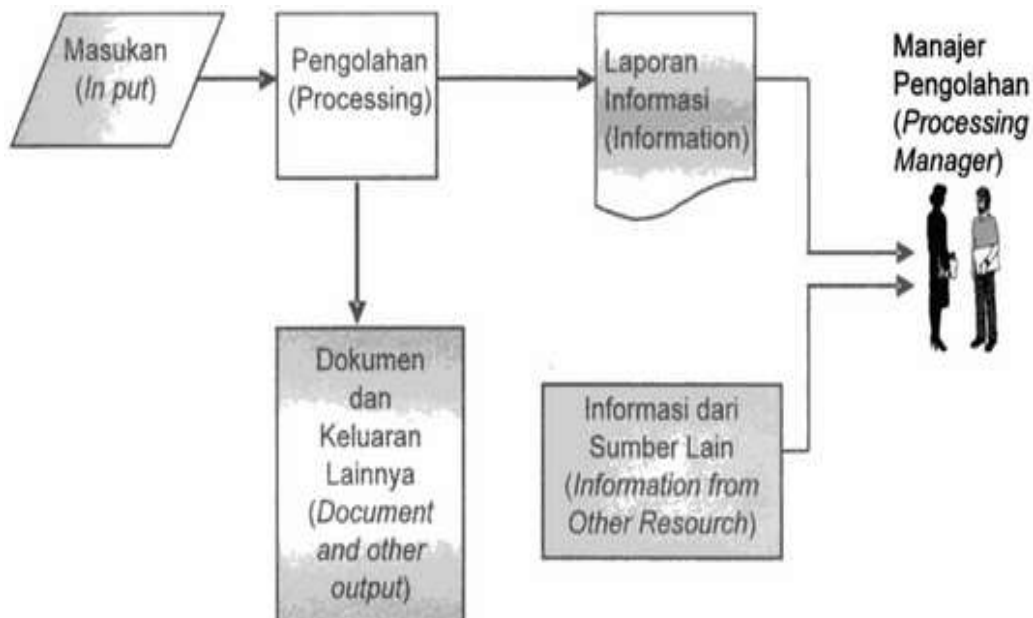 Masukan
(In put)
Pengolahan
(Processing)
Laporan
Informasi
(Information)
Manajer
Pengolahan
(Processing
Manager)
Dokumen
dan
Keluaran
Lainnya
(Document
and other
output)
Informasi dari
Sumber Lain
(Information from
Other Resourch)